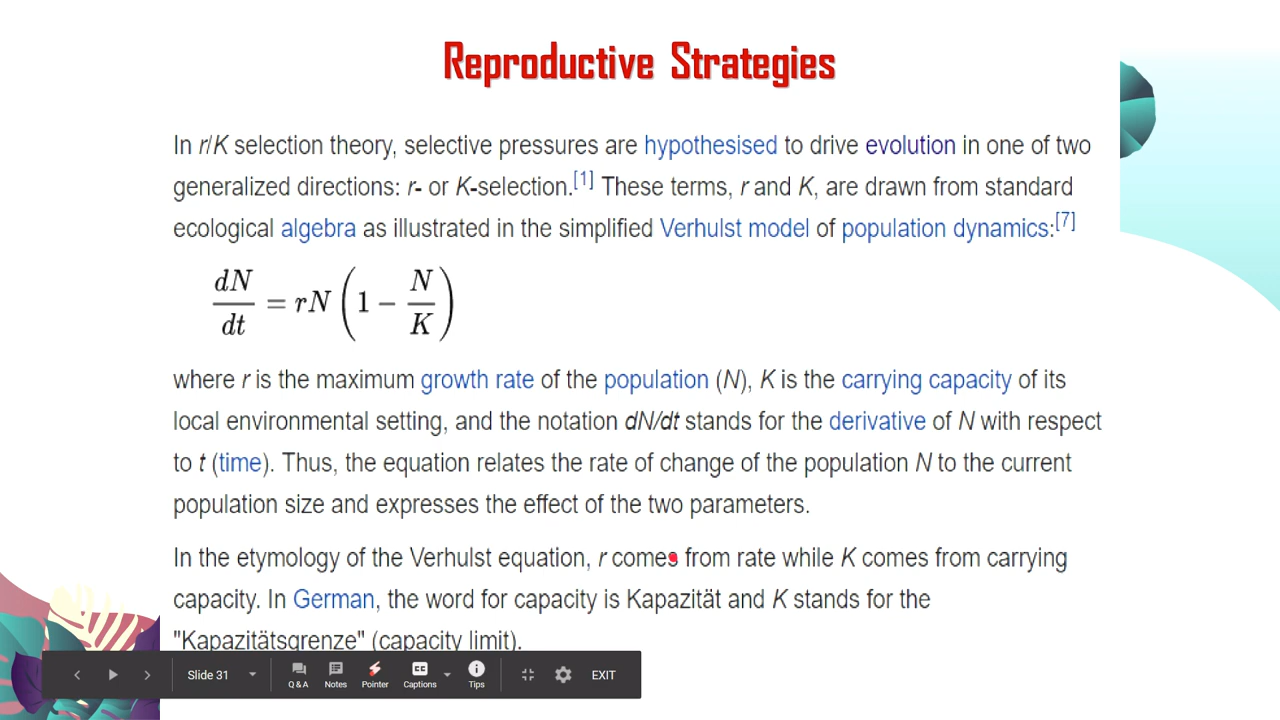 Reproductive Strategies
In r/K selection theory, selective pressures are hypothesised to drive evolution in one of two
generalized directions: r- or K-selection.[1] These terms, r and K, are drawn from standard
ecological algebra as illustrated in the simplified Verhulst model of population dynamics:[7]
dN/dt = rN (1 − N/K)
where r is the maximum growth rate of the population (N), K is the carrying capacity of its
local environmental setting, and the notation dN/dt stands for the derivative of N with respect
to t (time). Thus, the equation relates the rate of change of the population N to the current
population size and expresses the effect of the two parameters.
In the etymology of the Verhulst equation, r comes from rate while K comes from carrying
capacity. In German, the word for capacity is Kapazität and K stands for the
"Kapazitätsgrenze" (capacity limit).
Slide 31 Q & A Notes Pointer CC Captions Tips EXIT